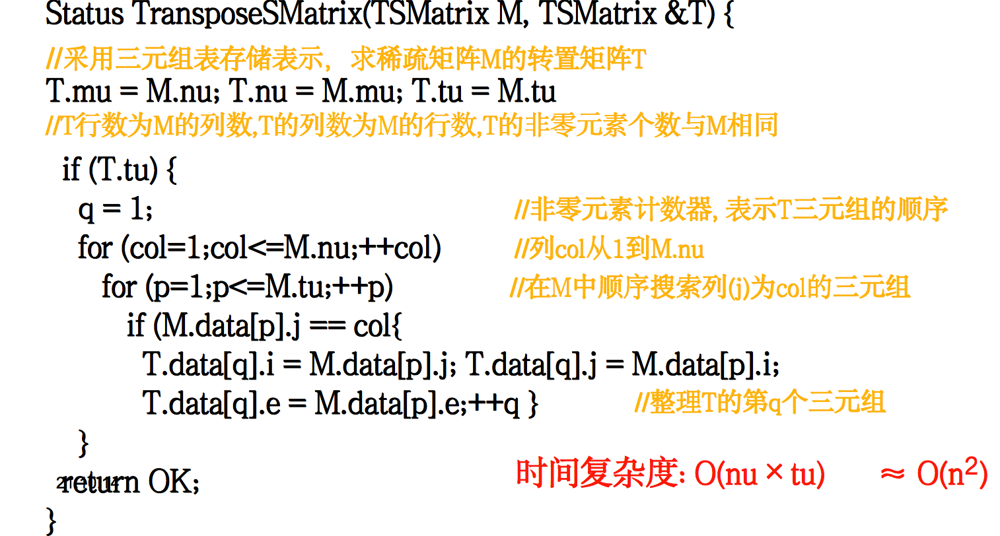 Status TransposeSMatrix(TSMatrix M, TSMatrix &T) {
//采用三元组表存储表示，求稀疏矩阵M的转置矩阵T
T.mu = M.nu; T.nu = M.mu; T.tu = M.tu
//T行数为M的列数,T的列数为M的行数,T的非零元素个数与M相同
if (T.tu) {
q = 1; //非零元素计数器, 表示T三元组的顺序
for (col=1;col<=M.nu;++col) //列col从1到M.nu
for (p=1;p<=M.tu;++p) //在M中顺序搜索列(j)为col的三元组
if (M.data[p].j == col{
T.data[q].i = M.data[p].j; T.data[q].j = M.data[p].i;
T.data[q].e = M.data[p].e;++q } //整理T的第q个三元组
}
return OK; 时间复杂度: O(nu × tu) ≈ O(n²)
}